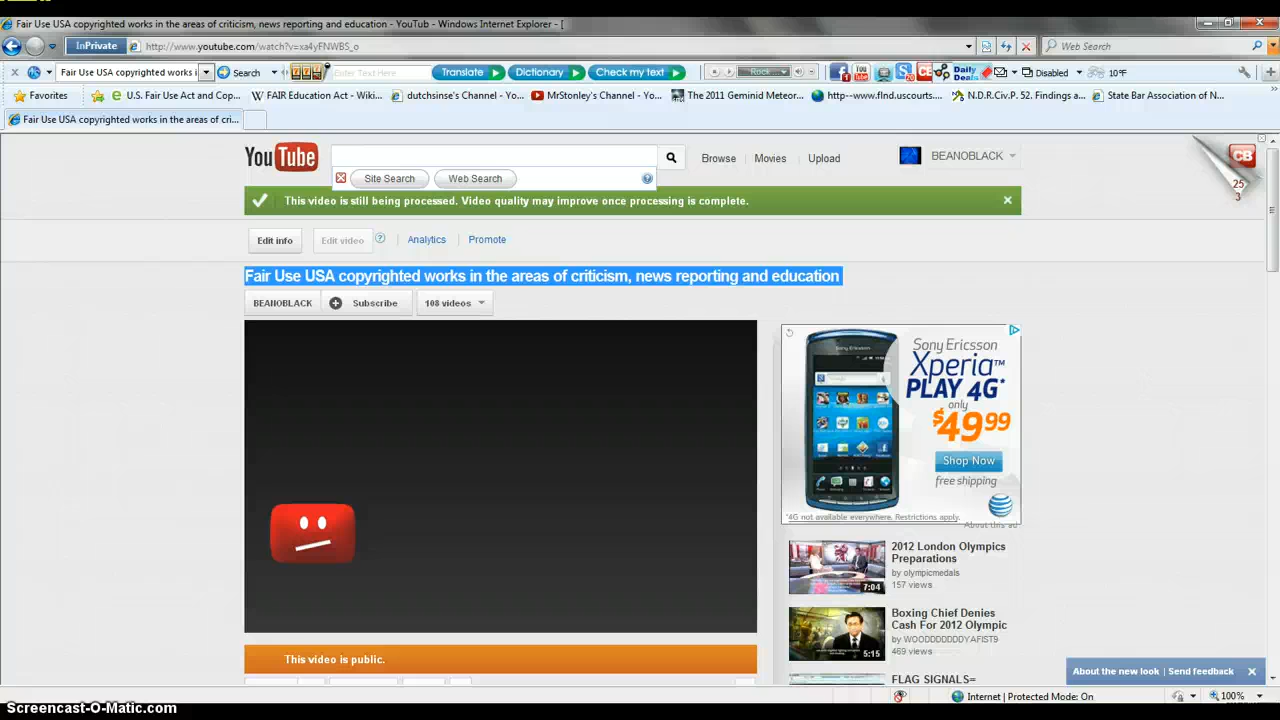 Fair Use USA copyrighted works in the areas of criticism, news reporting and education - YouTube - Windows Internet Explorer - [
InPrivate http://www.youtube.com/watch?v=xa4yFNWBS_o Web Search
Fair Use USA copyrighted works i Search Enter Text Here Translate Dictionary Check my text Rock Daily Deals Disabled 10°F
Favorites U.S. Fair Use Act and Cop... FAIR Education Act - Wiki... dutchsinse's Channel - Yo... MrStonley's Channel - Yo... The 2011 Geminid Meteor... http--www.flnd.uscourts.... N.D.R.Civ.P. 52. Findings a... State Bar Association of N...
Fair Use USA copyrighted works in the areas of cri...
YouTube Browse Movies Upload BEANOBLACK CB
Site Search Web Search
25
3
This video is still being processed. Video quality may improve once processing is complete.
Edit info Edit video Analytics Promote
Fair Use USA copyrighted works in the areas of criticism, news reporting and education
BEANOBLACK Subscribe 108 videos
Sony Ericsson
Xperia™
PLAY 4G*
only
$49.99
Shop Now
free shipping
*4G not available everywhere. Restrictions apply.
About this ad
2012 London Olympics
Preparations
by olympicmedals
157 views
7:04
Boxing Chief Denies
Cash For 2012 Olympic
by WOODDDDDDDYAFIST9
469 views
5:15
This video is public.
FLAG SIGNALS=
About the new look | Send feedback
Internet | Protected Mode: On 100%
Screencast-O-Matic.com